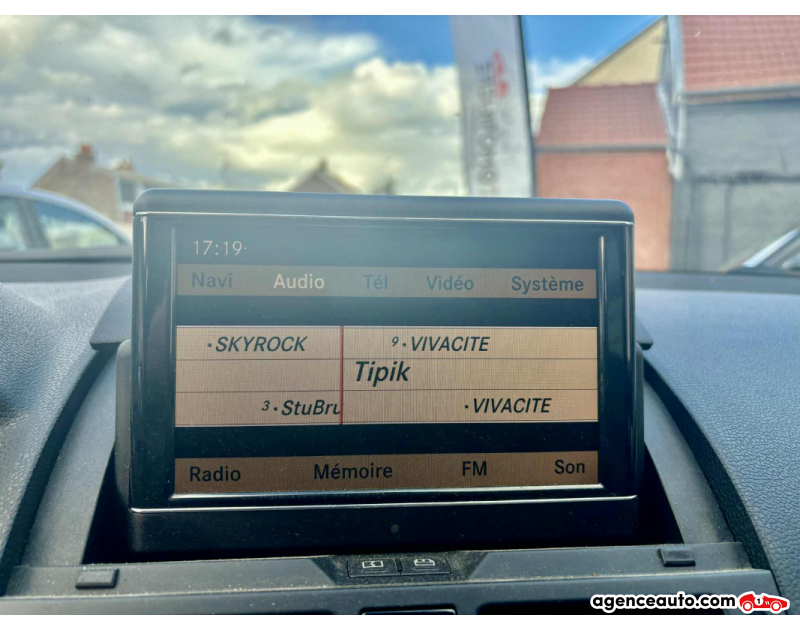 17:19
Navi Audio Tél Vidéo Système
•SKYROCK 9•VIVACITE
Tipik
3•StuBru •VIVACITE
Radio Mémoire FM Son
agenceauto.com